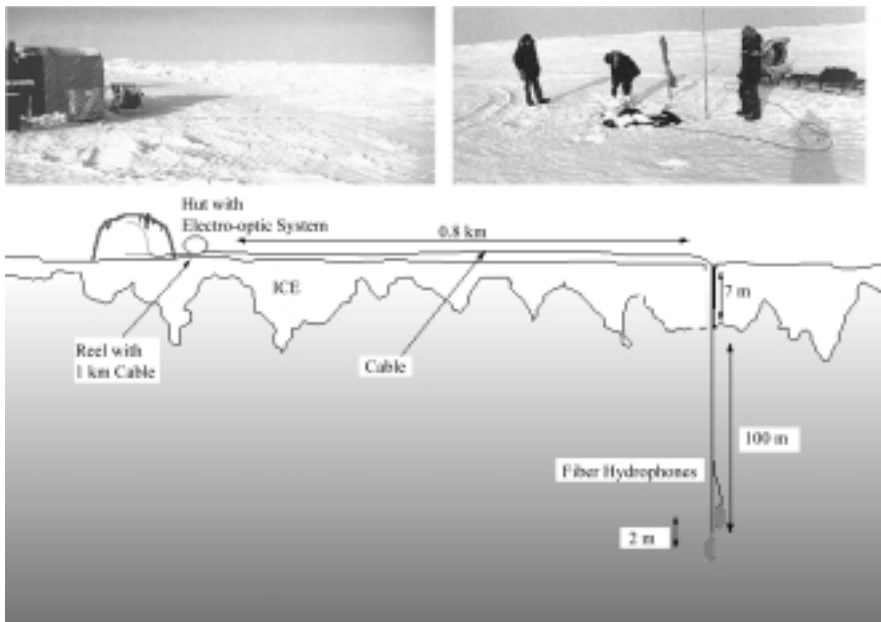 Hut with
Electro-optic System
0.8 km
ICE
7 m
Reel with
1 km Cable
Cable
100 m
Fiber Hydrophones
2 m